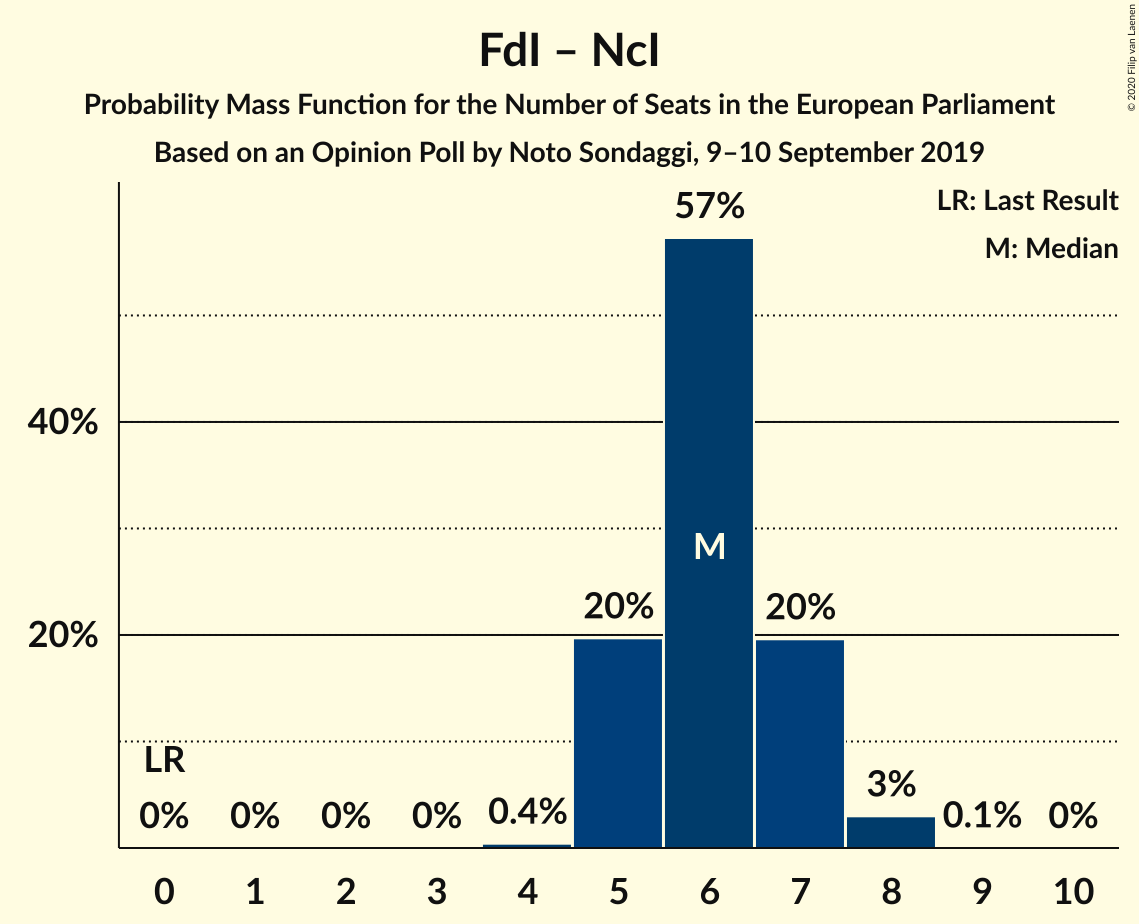 FdI – NcI
Probability Mass Function for the Number of Seats in the European Parliament
Based on an Opinion Poll by Noto Sondaggi, 9–10 September 2019
© 2020 Filip van Laenen
LR: Last Result
M: Median
57%
40%
M
20%
20%
20%
LR
0%
0%
0%
0%
0.4%
3%
0.1%
0%
0 1 2 3 4 5 6 7 8 9 10